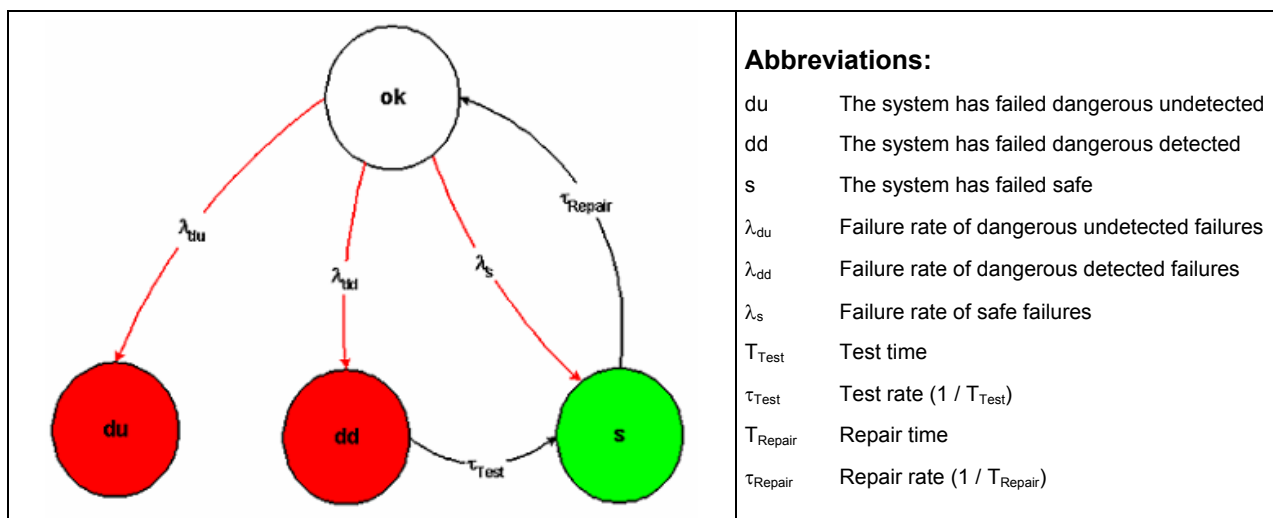 ok
τRepair
λdu
λdd
λs
du
dd
s
τTest
Abbreviations:
du The system has failed dangerous undetected
dd The system has failed dangerous detected
s The system has failed safe
λdu Failure rate of dangerous undetected failures
λdd Failure rate of dangerous detected failures
λs Failure rate of safe failures
TTest Test time
τTest Test rate (1 / TTest)
TRepair Repair time
τRepair Repair rate (1 / TRepair)